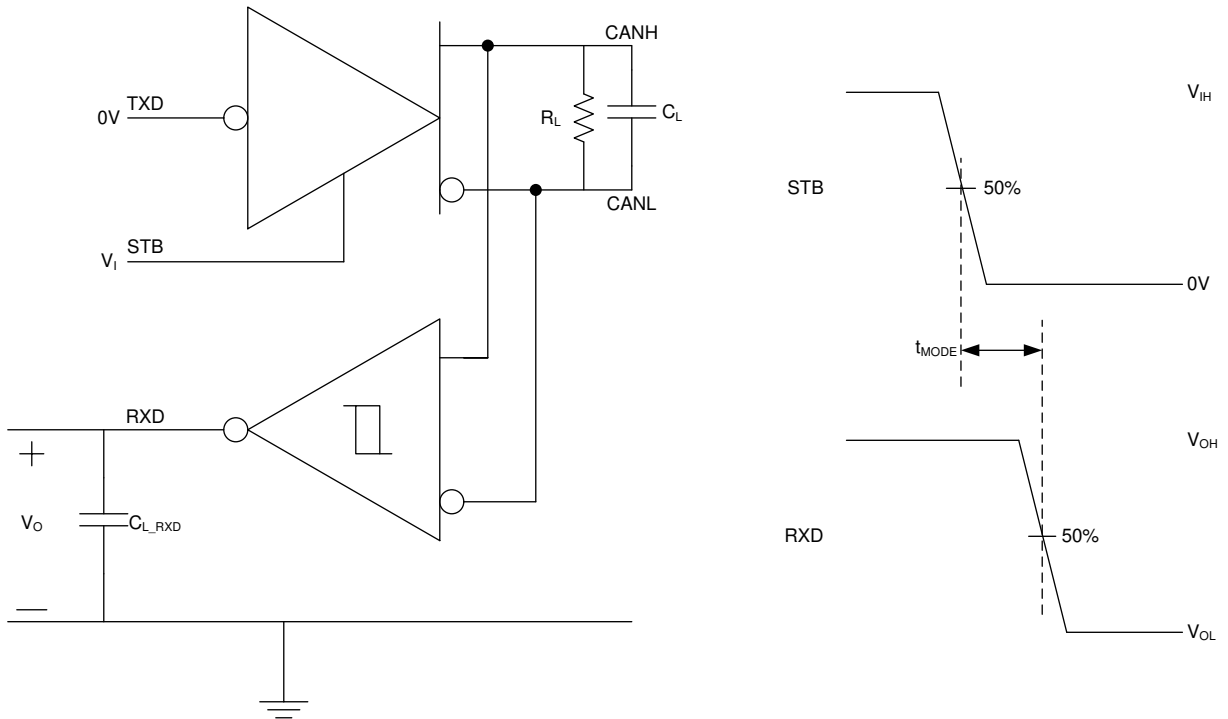 CANH
0V TXD
R_L
C_L
CANL
V_I STB
RXD
+
V_O
C_L_RXD
—
V_IH
STB
50%
0V
t_MODE
V_OH
RXD
50%
V_OL